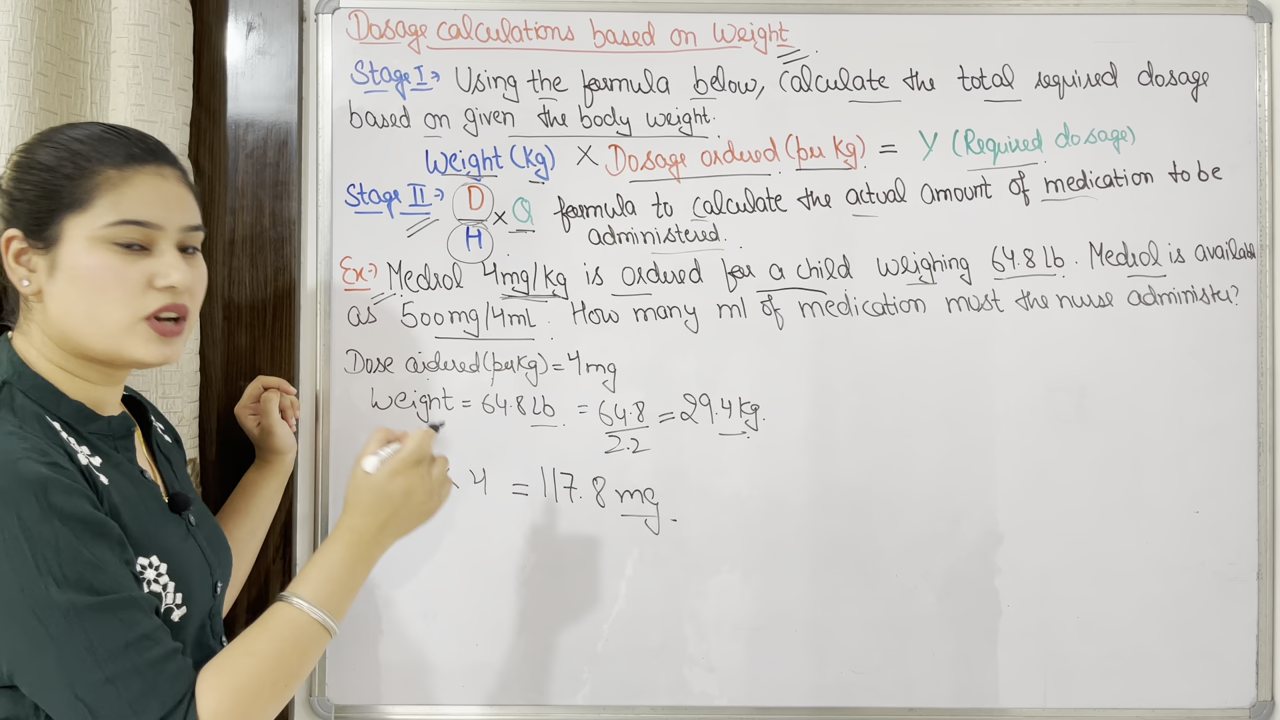 Dosage calculations based on Weight
Stage I:→ Using the formula below, calculate the total required dosage
based on given the body weight.
Weight (kg) × Dosage ordered (per kg) = Y (Required dosage)
Stage II:→ D/H × Q formula to calculate the actual amount of medication to be
administered.
Ex:→ Medrol 4mg/kg is ordered for a child weighing 64.8 lb. Medrol is available
as 500mg/4ml. How many ml of medication must the nurse administer?
Dose ordered (per kg) = 4mg
Weight = 64.8 Lb = 64.8/2.2 = 29.4 kg.
4 = 117.8 mg.